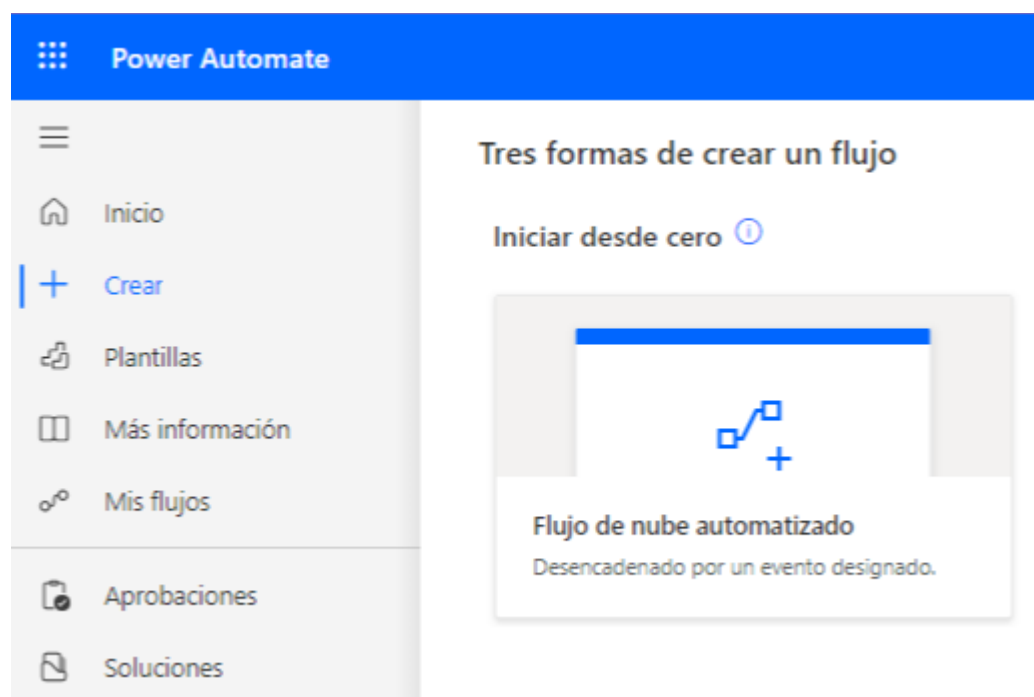 Power Automate
Inicio
Crear
Plantillas
Más información
Mis flujos
Aprobaciones
Soluciones
Tres formas de crear un flujo
Iniciar desde cero
Flujo de nube automatizado
Desencadenado por un evento designado.